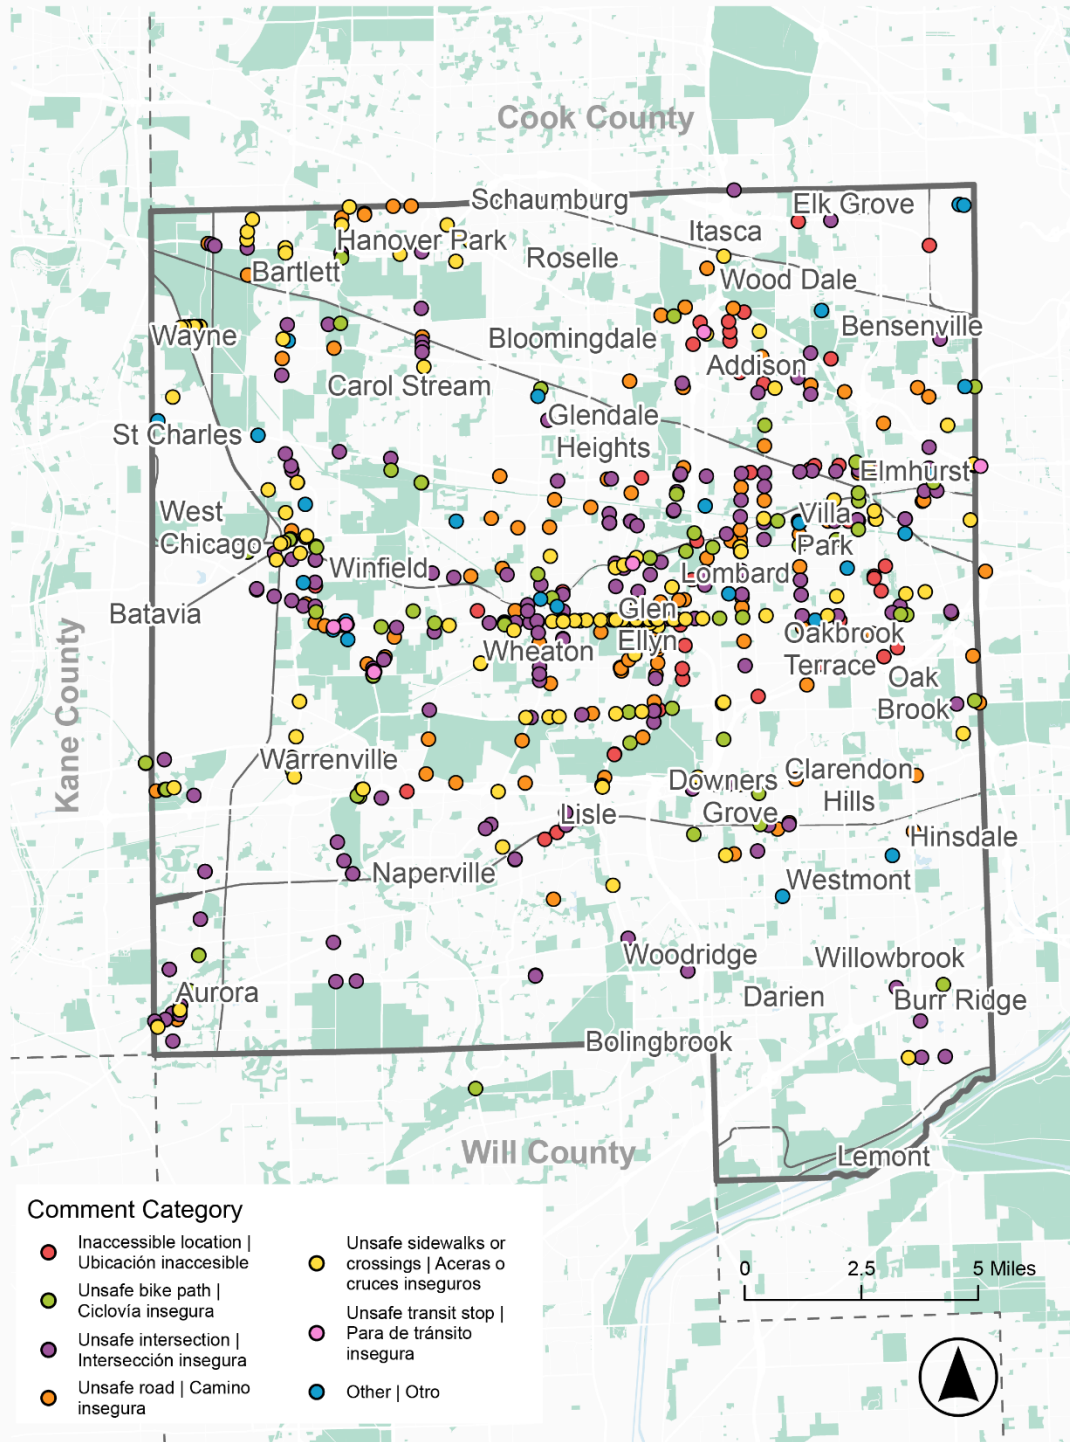 Cook County
Schaumburg
Elk Grove
Itasca
Hanover Park
Roselle
Bartlett
Wood Dale
Bensenville
Wayne
Bloomingdale
Addison
Carol Stream
Glendale
Heights
St Charles
Elmhurst
West
Chicago
Villa
Park
Winfield
Lombard
Batavia
Glen
Ellyn
Wheaton
Oakbrook
Terrace
Oak
Brook
Kane County
Warrenville
Downers
Grove
Clarendon
Hills
Lisle
Hinsdale
Naperville
Westmont
Woodridge
Willowbrook
Aurora
Darien
Burr Ridge
Bolingbrook
Will County
Lemont
Comment Category
Inaccessible location |
Ubicación inaccesible
Unsafe bike path |
Ciclovía insegura
Unsafe intersection |
Intersección insegura
Unsafe road | Camino
insegura
Unsafe sidewalks or
crossings | Aceras o
cruces inseguros
Unsafe transit stop |
Para de tránsito
insegura
Other | Otro
0 2.5 5 Miles